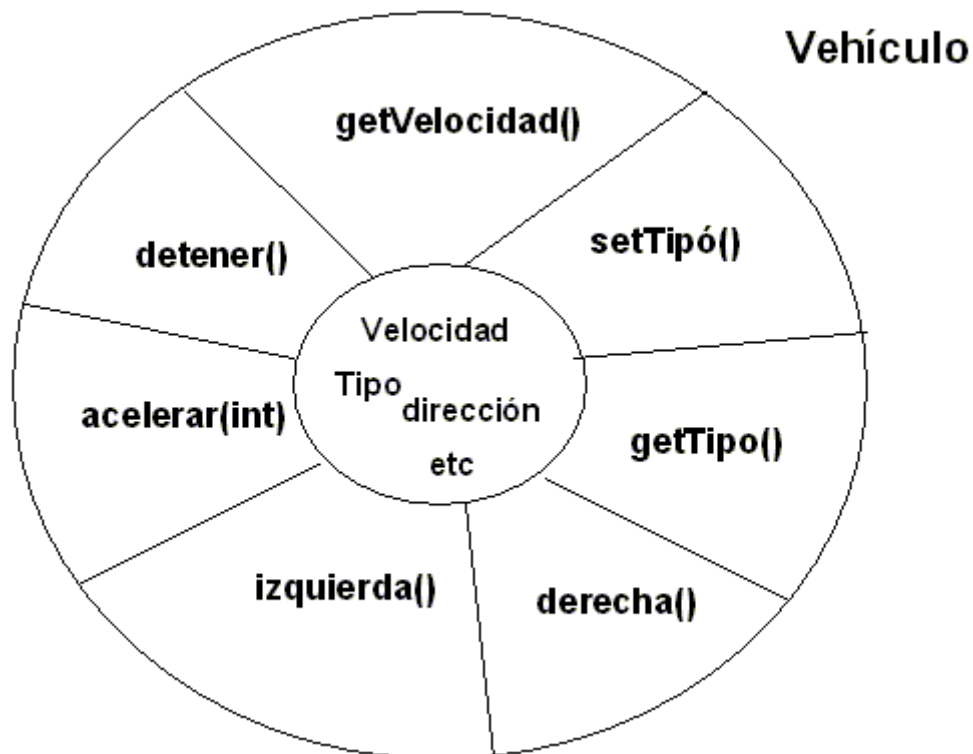 Vehículo
getVelocidad()
setTipó()
detener()
Velocidad
Tipo
dirección
etc
acelerar(int)
getTipo()
izquierda()
derecha()